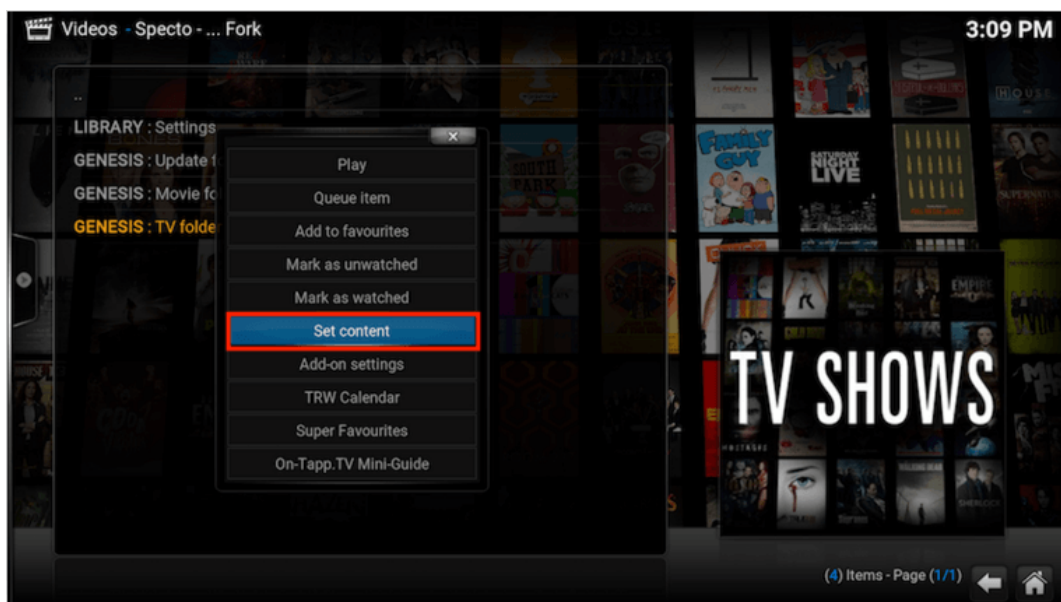 Videos - Specto - ... Fork
3:09 PM
..
LIBRARY : Settings
GENESIS : Update f
GENESIS : Movie fo
GENESIS : TV folde
Play
Queue item
Add to favourites
Mark as unwatched
Mark as watched
Set content
Add-on settings
TRW Calendar
Super Favourites
On-Tapp.TV Mini-Guide
FAMILY GUY
SATURDAY NIGHT LIVE
SOUTH PARK
HOUSE
SUPERNATURAL
EMPIRE
TV SHOWS
(4) Items - Page (1/1)